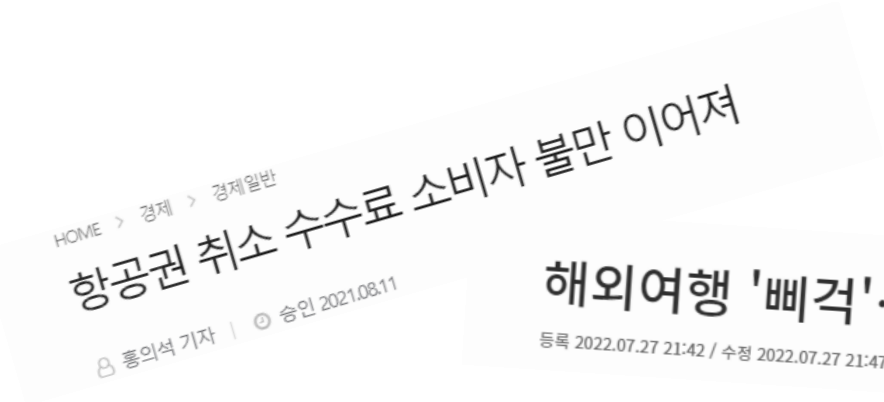 HOME > 경제 > 경제일반
항공권 취소 수수료 소비자 불만 이어져
홍의석 기자 | 승인 2021.08.11
해외여행 '삐걱'
등록 2022.07.27 21:42 / 수정 2022.07.27 21:47